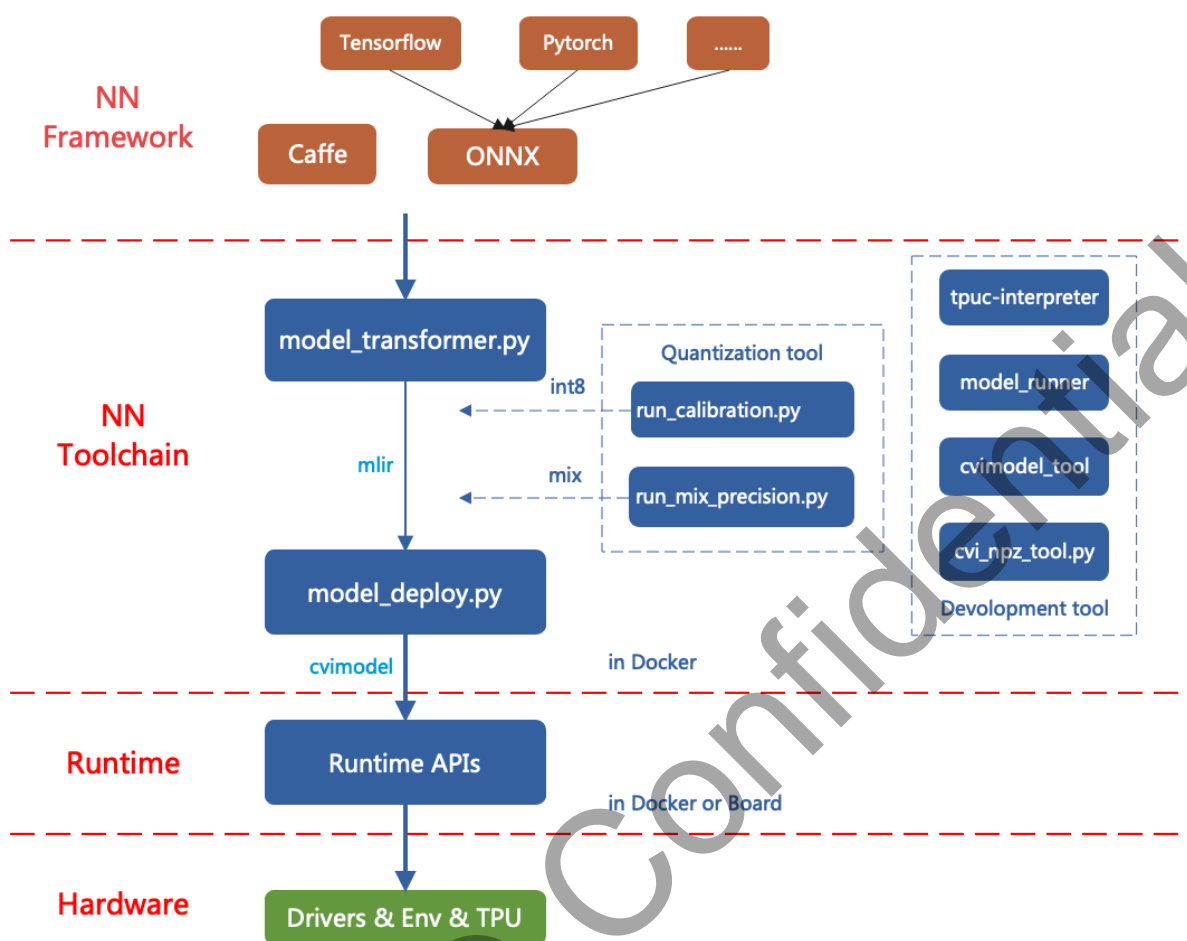 Tensorflow
Pytorch
......
NN
Framework
Caffe
ONNX
model_transformer.py
tpuc-interpreter
Quantization tool
model_runner
int8
run_calibration.py
NN
Toolchain
mlir
cvimodel_tool
mix
run_mix_precision.py
cvi_npz_tool.py
model_deploy.py
Devolopment tool
cvimodel
in Docker
Runtime
Runtime APIs
in Docker or Board
Hardware
Drivers & Env & TPU
Confidential